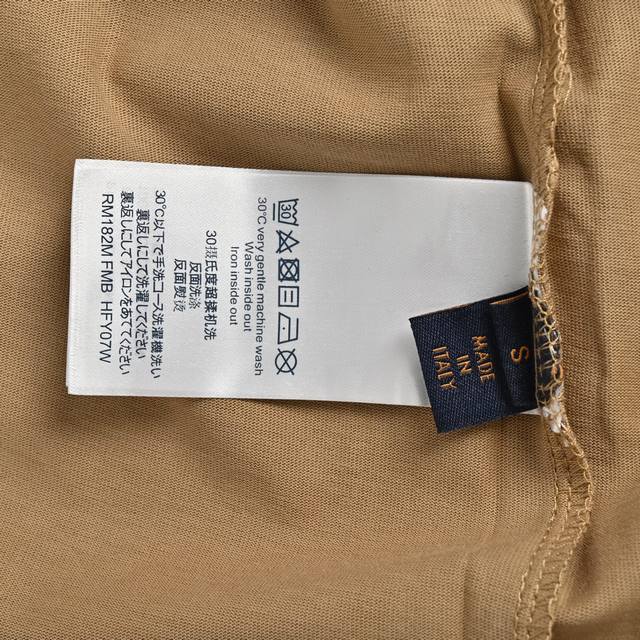 30
30℃ very gentle machine wash
Wash inside out
Iron inside out
30摄氏度超揉机洗
反面洗涤
反面熨烫
30℃以下で手洗コース洗濯機洗い
裏返しにして洗濯してください
裏返しにしてアイロンをあててください
RM182M FMB HFY07W
S
MADE
IN
ITALY